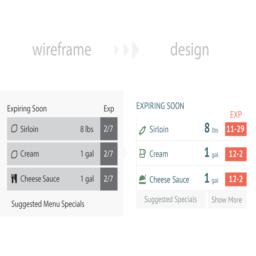 wireframe design
Expiring Soon Exp
Sirloin 8 lbs 2/7
Cream 1 gal 2/7
Cheese Sauce 1 gal 2/7
Suggested Menu Specials
EXPIRING SOON
EXP
Sirloin 8 lbs 11-29
Cream 1 gal 12-2
Cheese Sauce 1 gal 12-2
Suggested Specials Show More